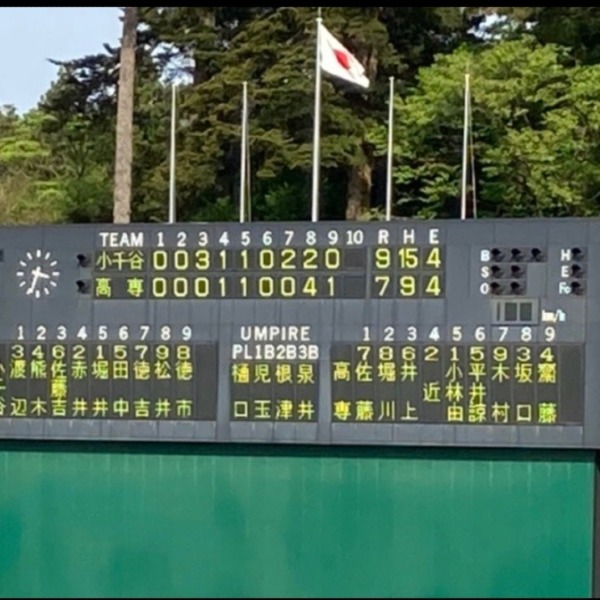 TEAM 1 2 3 4 5 6 7 8 9 10 R H E
小千谷 0 0 3 1 1 0 2 2 0 9 15 4
高専 0 0 0 1 1 0 0 4 1 7 9 4
B H
S E
O Fc
km/h
1 2 3 4 5 6 7 8 9 UMPIRE 1 2 3 4 5 6 7 8 9
3 4 6 2 1 5 7 9 8 PL 1B 2B 3B 7 8 6 2 1 5 9 3 4
渡辺 熊木 佐藤吉 赤井 堀井 田中 徳吉 松井 徳市 樋口 児玉 根津 泉井 高専 佐藤 堀川 井上 近 小林由 平井諒 木村 坂口 齋藤